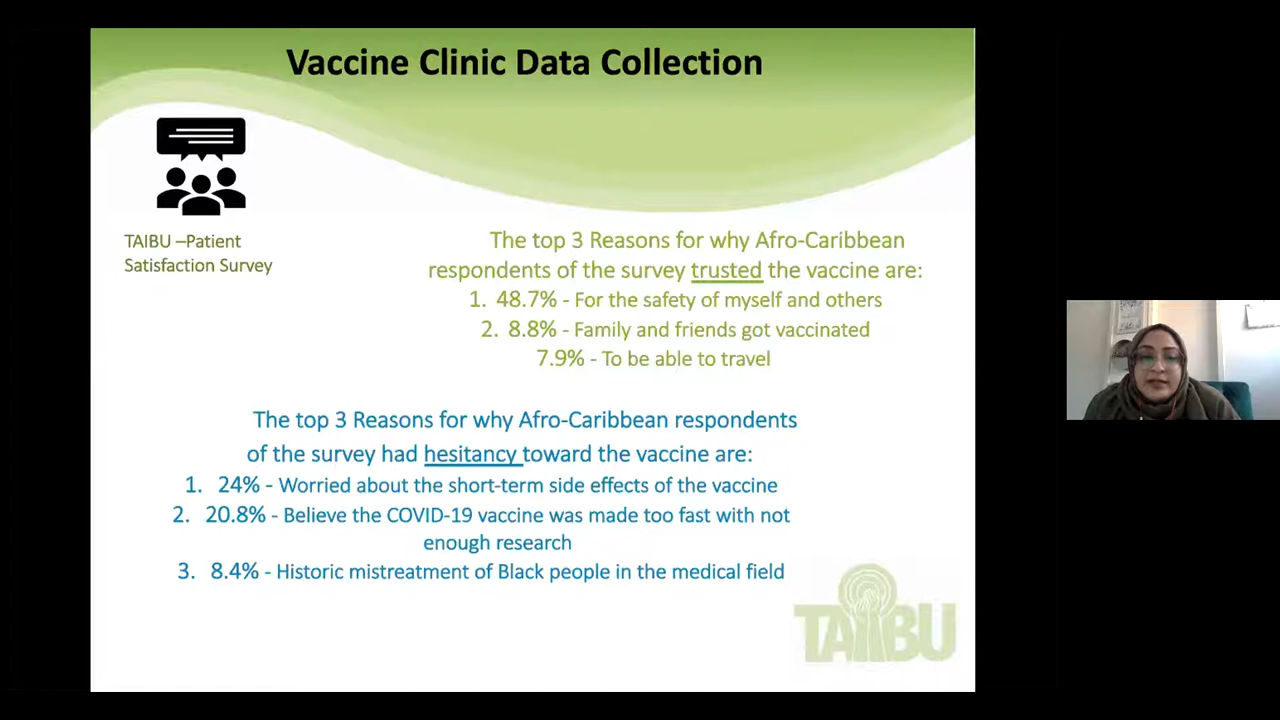 Vaccine Clinic Data Collection
TAIBU –Patient
Satisfaction Survey
The top 3 Reasons for why Afro-Caribbean
respondents of the survey trusted the vaccine are:
1. 48.7% - For the safety of myself and others
2. 8.8% - Family and friends got vaccinated
7.9% - To be able to travel
The top 3 Reasons for why Afro-Caribbean respondents
of the survey had hesitancy toward the vaccine are:
1. 24% - Worried about the short-term side effects of the vaccine
2. 20.8% - Believe the COVID-19 vaccine was made too fast with not
enough research
3. 8.4% - Historic mistreatment of Black people in the medical field
TAIBU